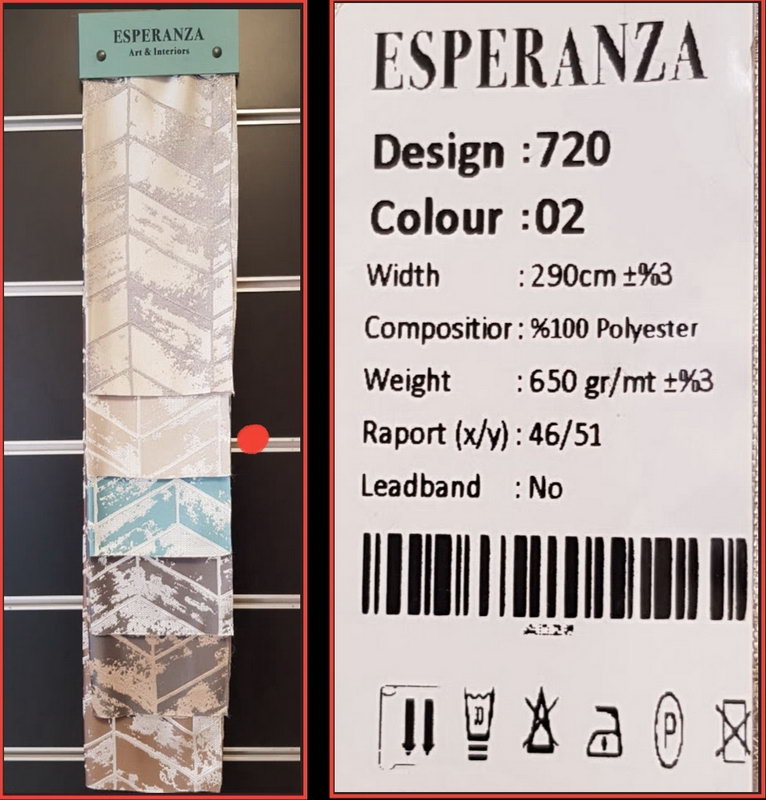 ESPERANZA
Art & Interiors
ESPERANZA
Design :720
Colour :02
Width : 290cm ±%3
Compositior : %100 Polyester
Weight : 650 gr/mt ±%3
Raport (x/y) : 46/51
Leadband : No
P